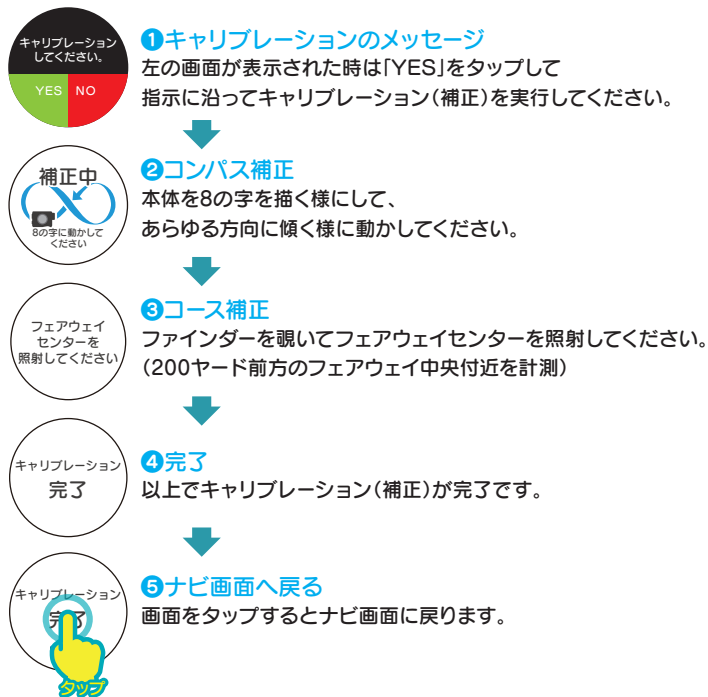 キャリブレーション
してください。
YES NO
❶キャリブレーションのメッセージ
左の画面が表示された時は「YES」をタップして
指示に沿ってキャリブレーション（補正）を実行してください。
補正中
8の字に動かして
ください
❷コンパス補正
本体を8の字を描く様にして、
あらゆる方向に傾く様に動かしてください。
フェアウェイ
センターを
照射してください
❸コース補正
ファインダーを覗いてフェアウェイセンターを照射してください。
（200ヤード前方のフェアウェイ中央付近を計測）
キャリブレーション
完了
❹完了
以上でキャリブレーション（補正）が完了です。
キャリブレーション
完了
タップ
❺ナビ画面へ戻る
画面をタップするとナビ画面に戻ります。